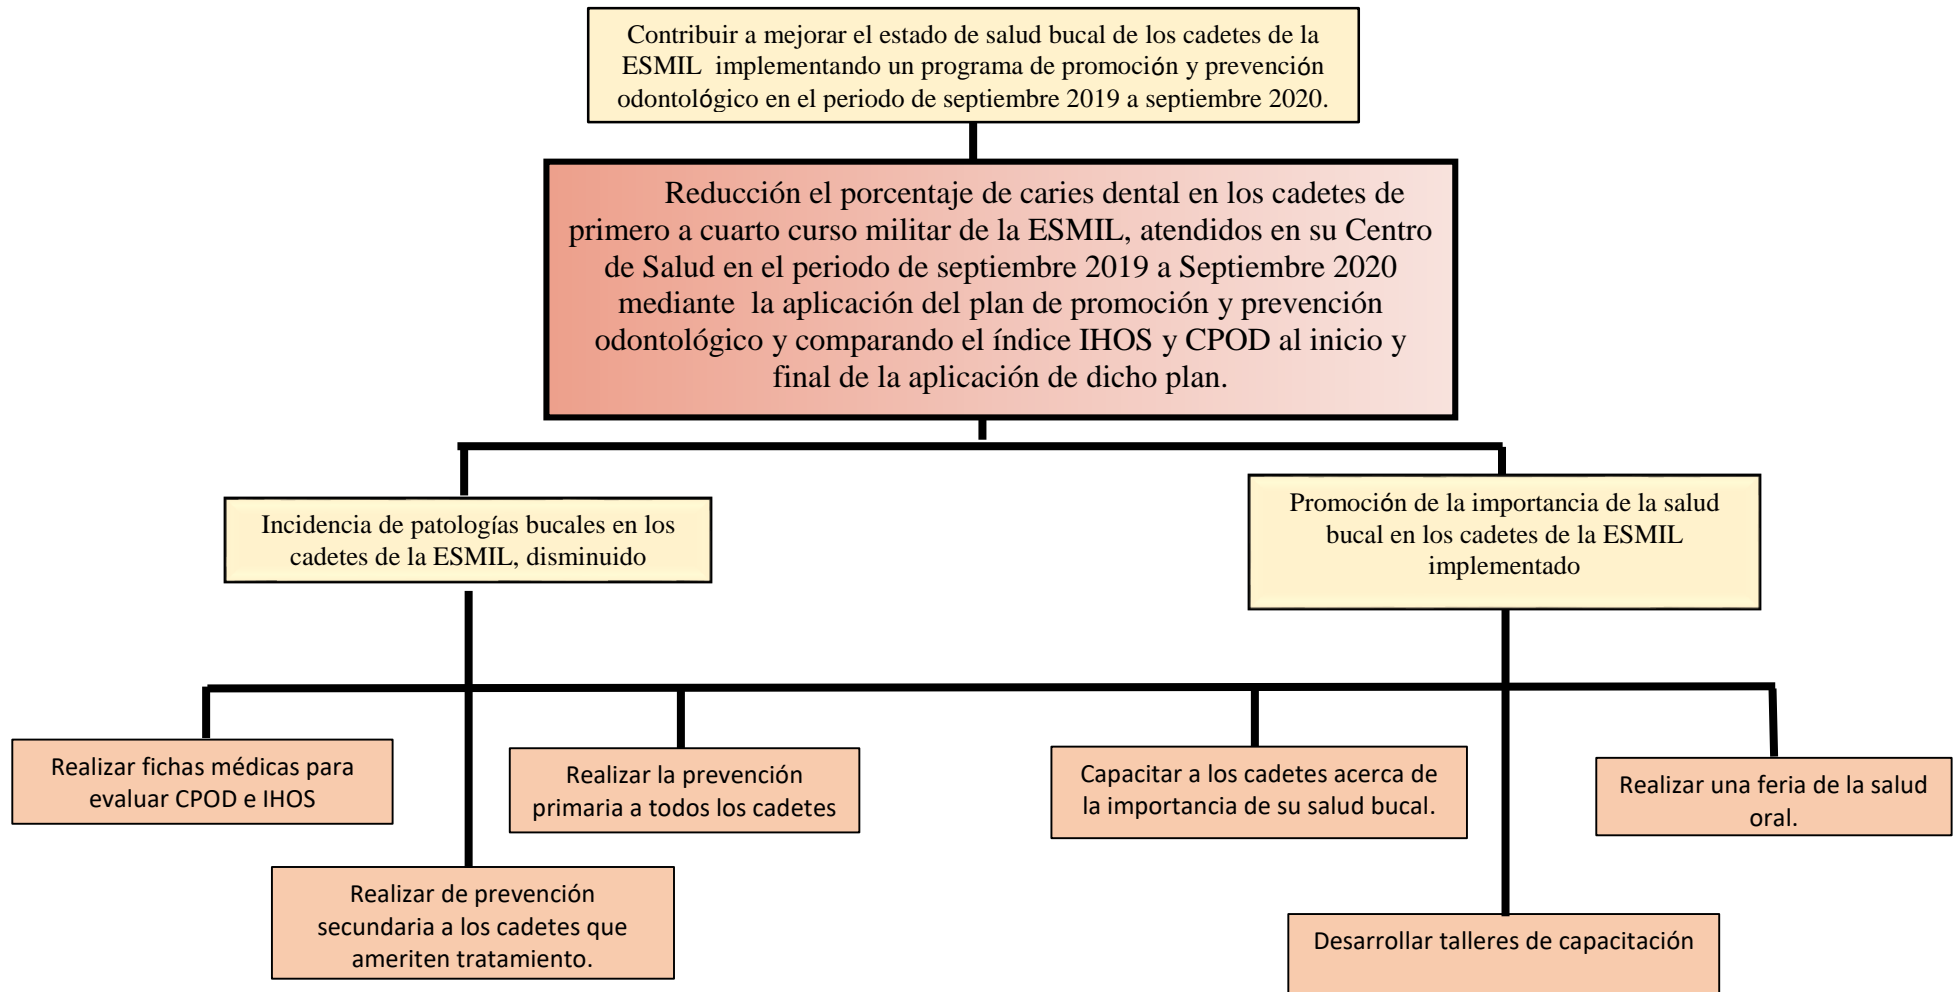 Contribuir a mejorar el estado de salud bucal de los cadetes de la
ESMIL implementando un programa de promoción y prevención
odontológico en el periodo de septiembre 2019 a septiembre 2020.
Reducción el porcentaje de caries dental en los cadetes de
primero a cuarto curso militar de la ESMIL, atendidos en su Centro
de Salud en el periodo de septiembre 2019 a Septiembre 2020
mediante la aplicación del plan de promoción y prevención
odontológico y comparando el índice IHOS y CPOD al inicio y
final de la aplicación de dicho plan.
Incidencia de patologías bucales en los
cadetes de la ESMIL, disminuido
Promoción de la importancia de la salud
bucal en los cadetes de la ESMIL
implementado
Realizar fichas médicas para
evaluar CPOD e IHOS
Realizar la prevención
primaria a todos los cadetes
Capacitar a los cadetes acerca de
la importancia de su salud bucal.
Realizar una feria de la salud
oral.
Realizar de prevención
secundaria a los cadetes que
ameriten tratamiento.
Desarrollar talleres de capacitación